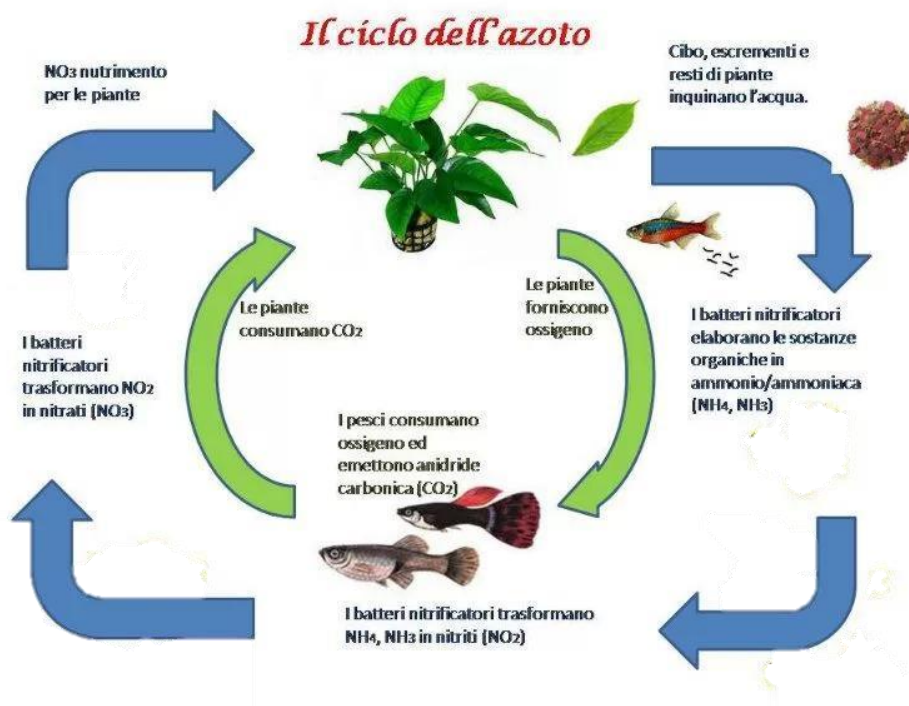 Il ciclo dell'azoto
NO3 nutrimento
per le piante
Cibo, escrementi e
resti di piante
inquinano l'acqua.
Le piante
consumano CO2
Le piante
forniscono
ossigeno
I batteri nitrificatori
elaborano le sostanze
organiche in
ammonio/ammoniaca
(NH4, NH3)
I batteri
nitrificatori
trasformano NO2
in nitrati (NO3)
I pesci consumano
ossigeno ed
emettono anidride
carbonica (CO2)
I batteri nitrificatori trasformano
NH4, NH3 in nitriti (NO2)